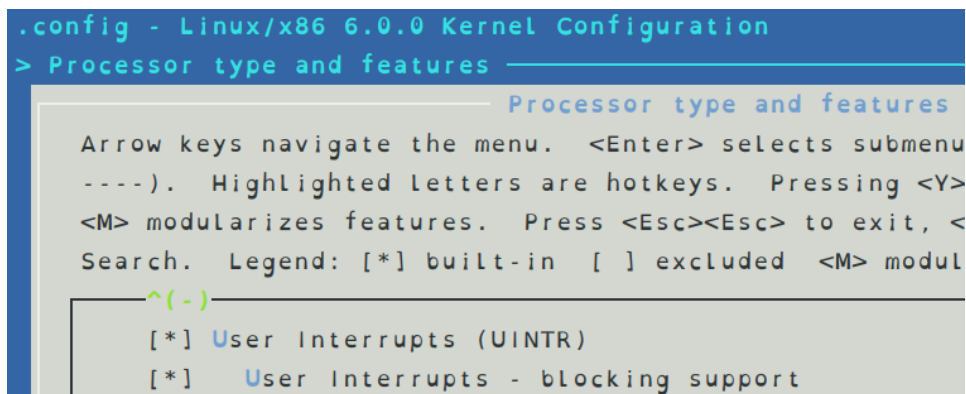 .config - Linux/x86 6.0.0 Kernel Configuration
> Processor type and features
Processor type and features
Arrow keys navigate the menu.  <Enter> selects submenu
----).  Highlighted letters are hotkeys.  Pressing <Y>
<M> modularizes features.  Press <Esc><Esc> to exit, <
Search.  Legend: [*] built-in  [ ] excluded  <M> modul
^(-)
[*] User Interrupts (UINTR)
[*]   User Interrupts - blocking support